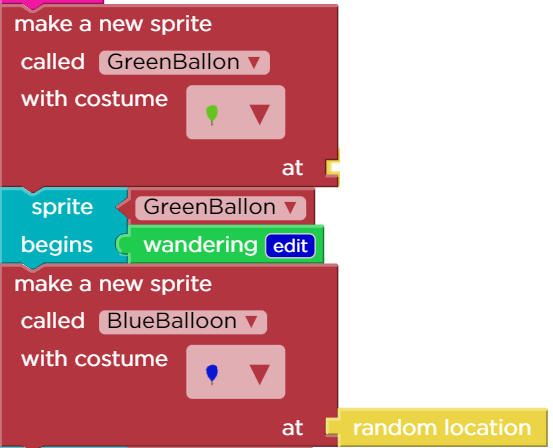 make a new sprite
called GreenBallon ▼
with costume ▼
at
sprite GreenBallon ▼
begins wandering edit
make a new sprite
called BlueBalloon ▼
with costume ▼
at random location